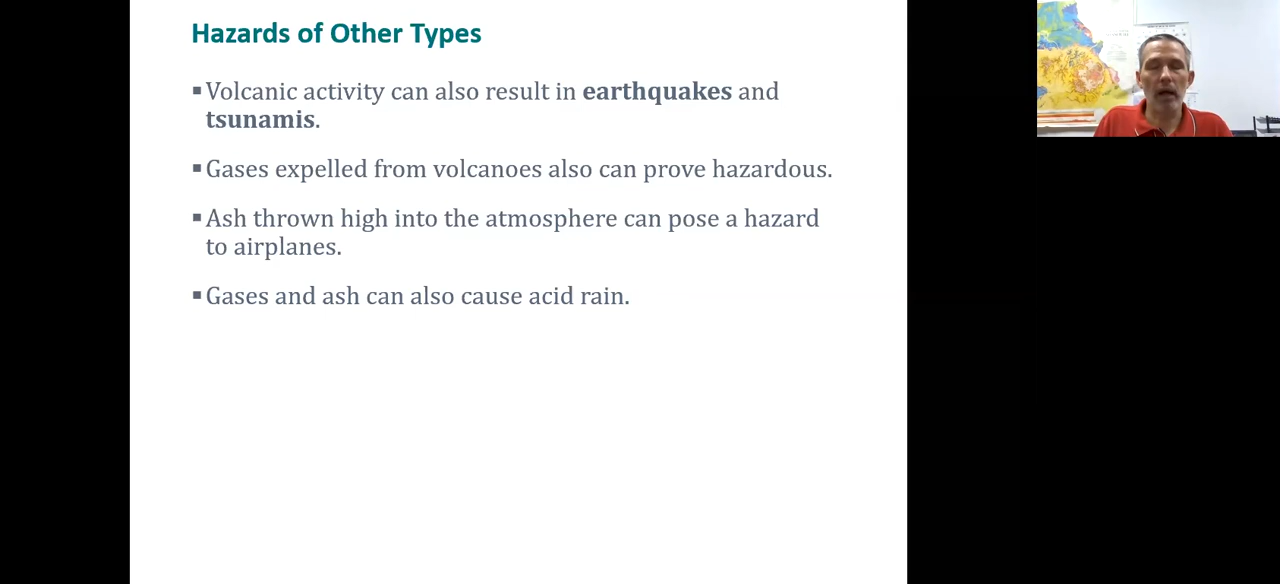 Hazards of Other Types
▪Volcanic activity can also result in earthquakes and
tsunamis.
▪Gases expelled from volcanoes also can prove hazardous.
▪Ash thrown high into the atmosphere can pose a hazard
to airplanes.
▪Gases and ash can also cause acid rain.